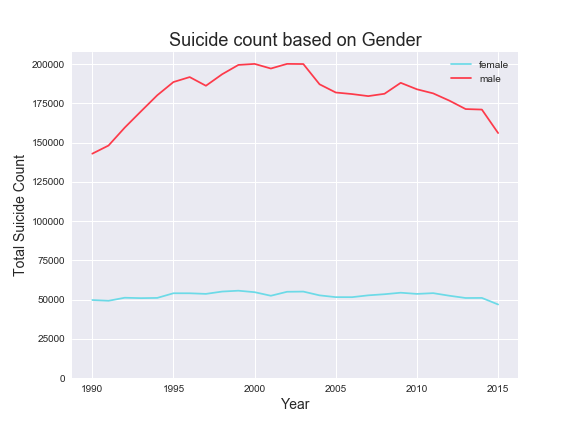 Suicide count based on Gender
female
male
200000
175000
150000
125000
100000
75000
50000
25000
0
Total Suicide Count
1990 1995 2000 2005 2010 2015
Year